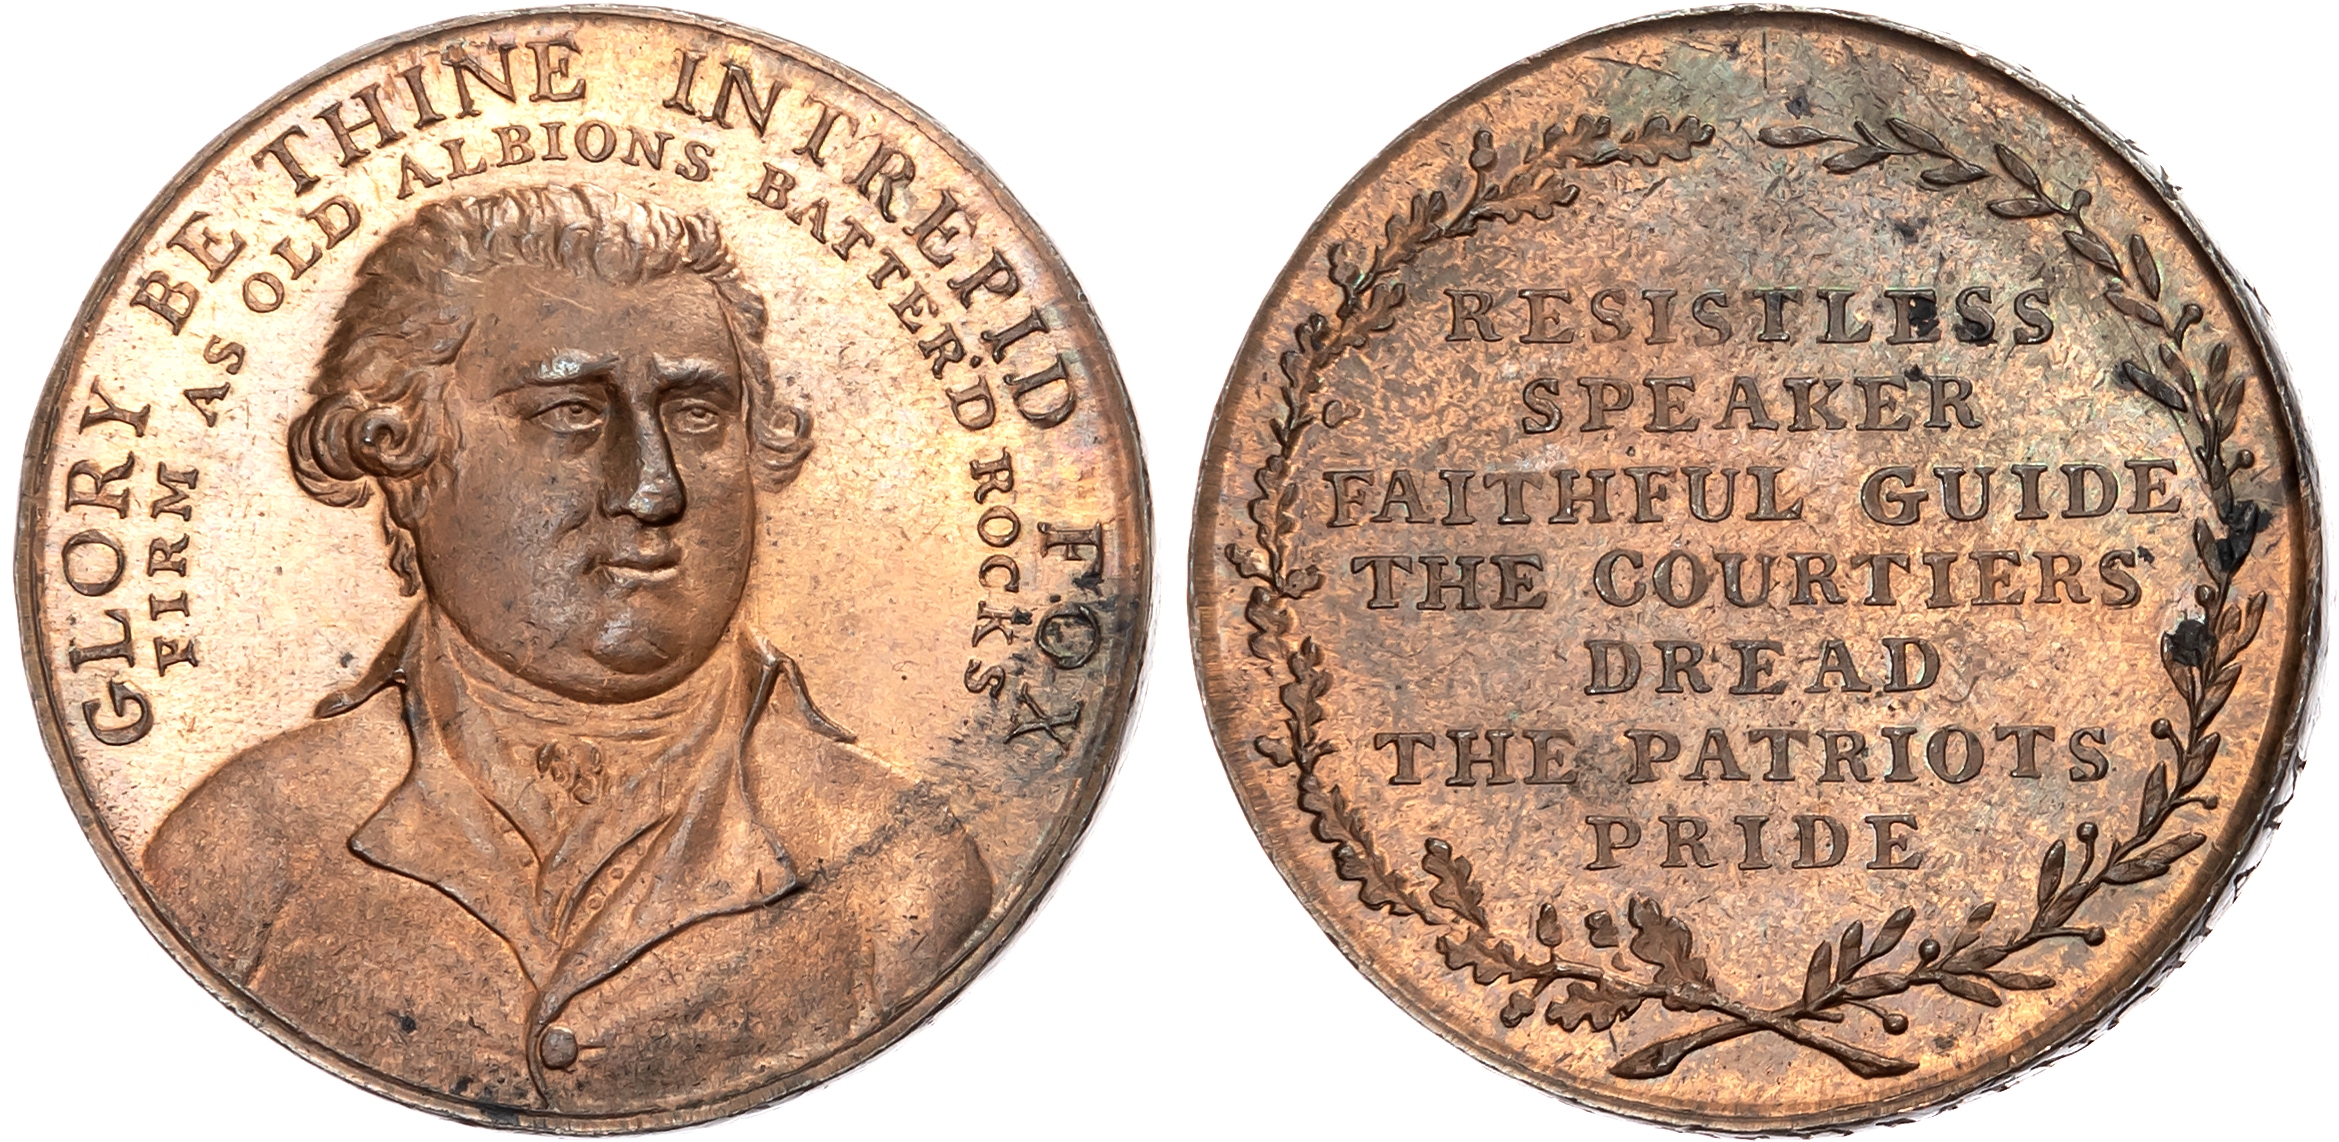 GLORY BE THINE INTREPID FOX
FIRM AS OLD ALBIONS BATTER'D ROCKS
RESISTLESS
SPEAKER
FAITHFUL GUIDE
THE COURTIERS
DREAD
THE PATRIOTS
PRIDE